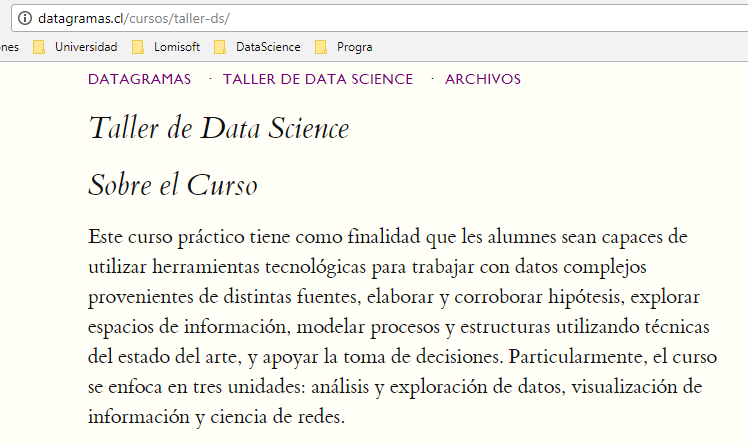 datagramas.cl/cursos/taller-ds/
nes Universidad Lomisoft DataScience Progra
DATAGRAMAS · TALLER DE DATA SCIENCE · ARCHIVOS
Taller de Data Science
Sobre el Curso
Este curso práctico tiene como finalidad que les alumnes sean capaces de
utilizar herramientas tecnológicas para trabajar con datos complejos
provenientes de distintas fuentes, elaborar y corroborar hipótesis, explorar
espacios de información, modelar procesos y estructuras utilizando técnicas
del estado del arte, y apoyar la toma de decisiones. Particularmente, el curso
se enfoca en tres unidades: análisis y exploración de datos, visualización de
información y ciencia de redes.